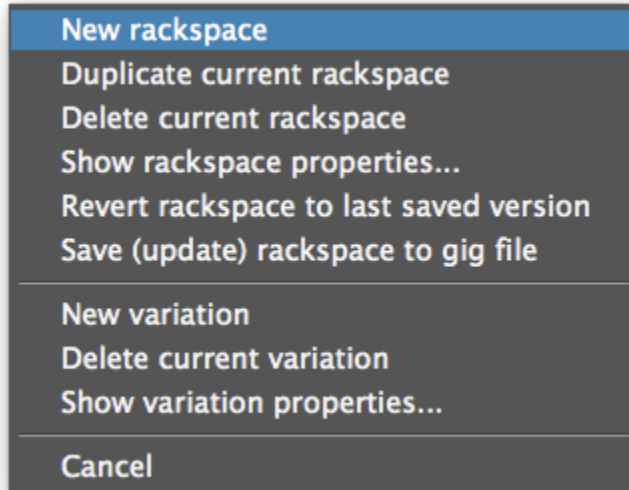 New rackspace
Duplicate current rackspace
Delete current rackspace
Show rackspace properties...
Revert rackspace to last saved version
Save (update) rackspace to gig file
New variation
Delete current variation
Show variation properties...
Cancel